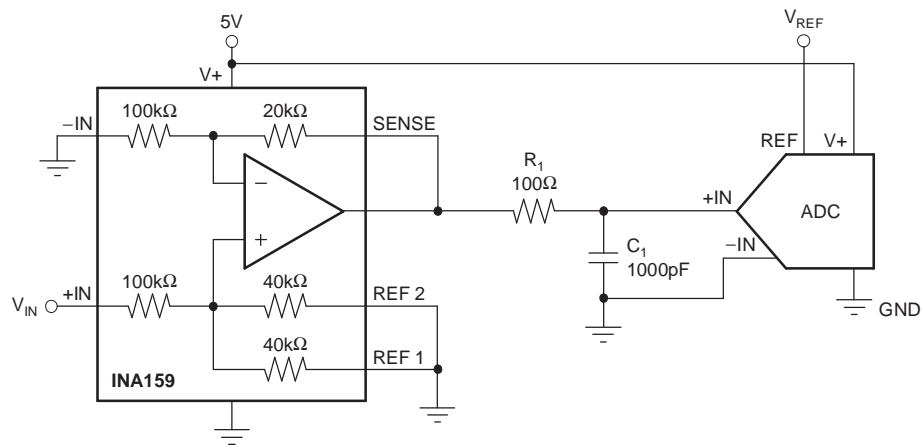 5V
V+
VREF
100kΩ
20kΩ
−IN
SENSE
REF
V+
R1
100Ω
−
+IN
ADC
+
−IN
C1
1000pF
100kΩ
40kΩ
VIN
+IN
REF 2
GND
40kΩ
REF 1
INA159